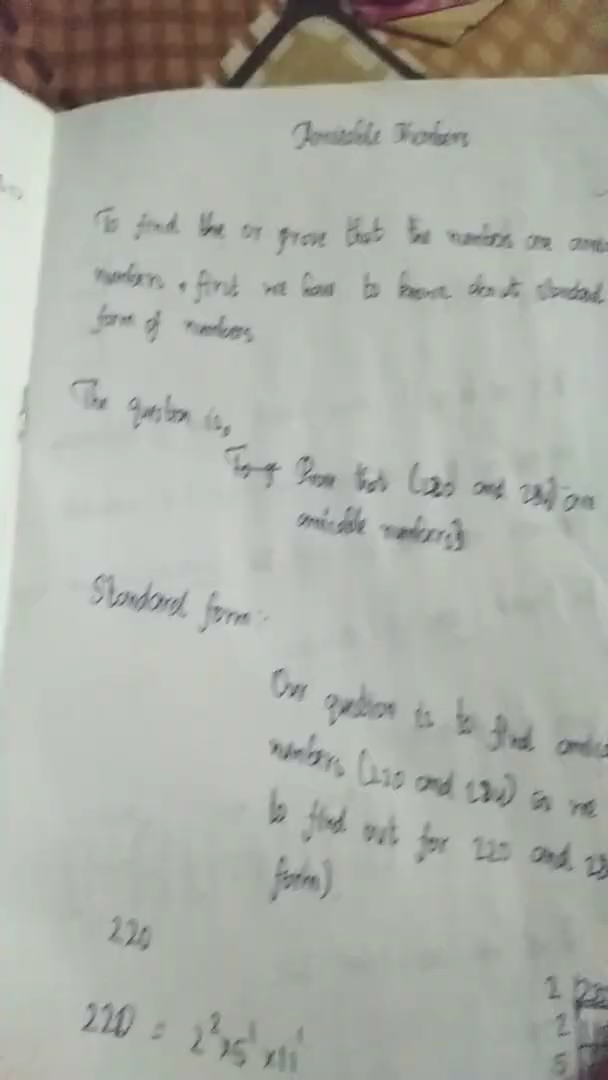 Amicable Numbers
To find the or prove that the numbers are
numbers, first we have to know about standard
form of numbers
The question is,
Prove that (220 and 284) are
amicable numbers}
Standard form :-
Our question is to find
numbers (220 and 284) so we
to find out for 220 and
form)
220
220 = 2² x5¹ x11¹
2
2
5